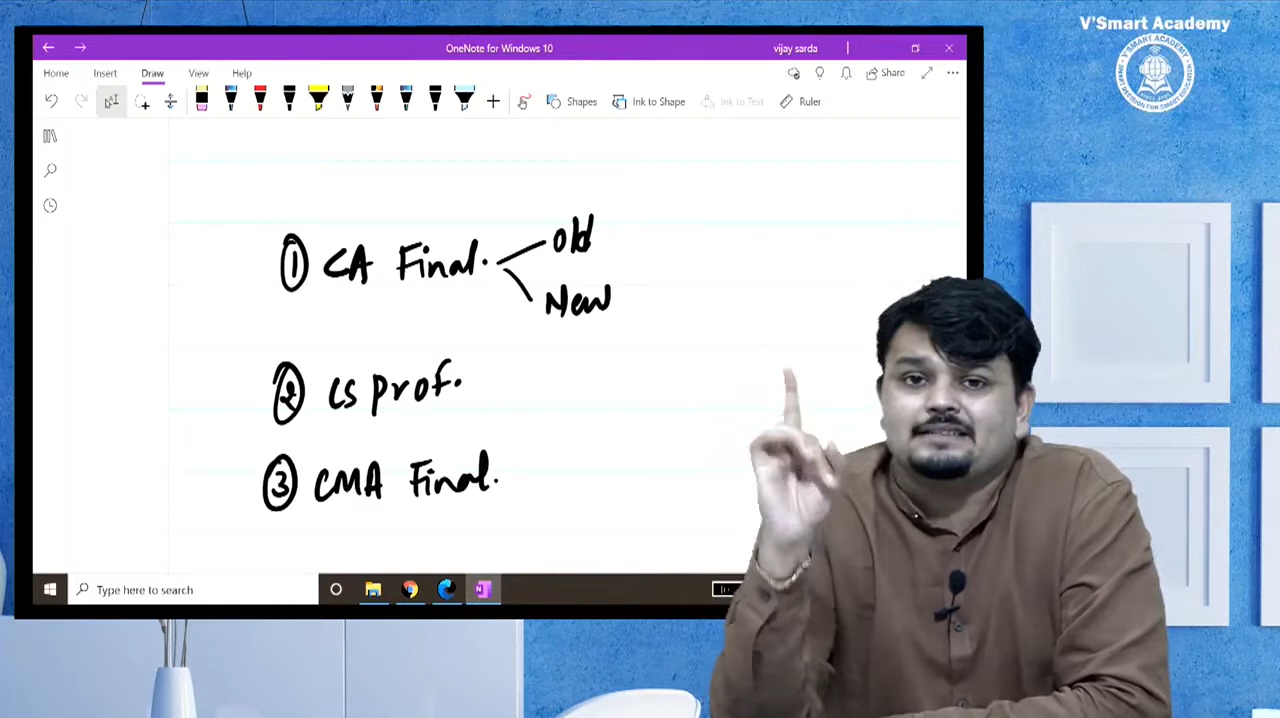 V'Smart Academy
OneNote for Windows 10
vijay sarda
Home Insert Draw View Help
Share
Shapes Ink to Shape Ink to Text Ruler
① CA Final. Old
New
② CS Prof.
③ CMA Final.
Type here to search